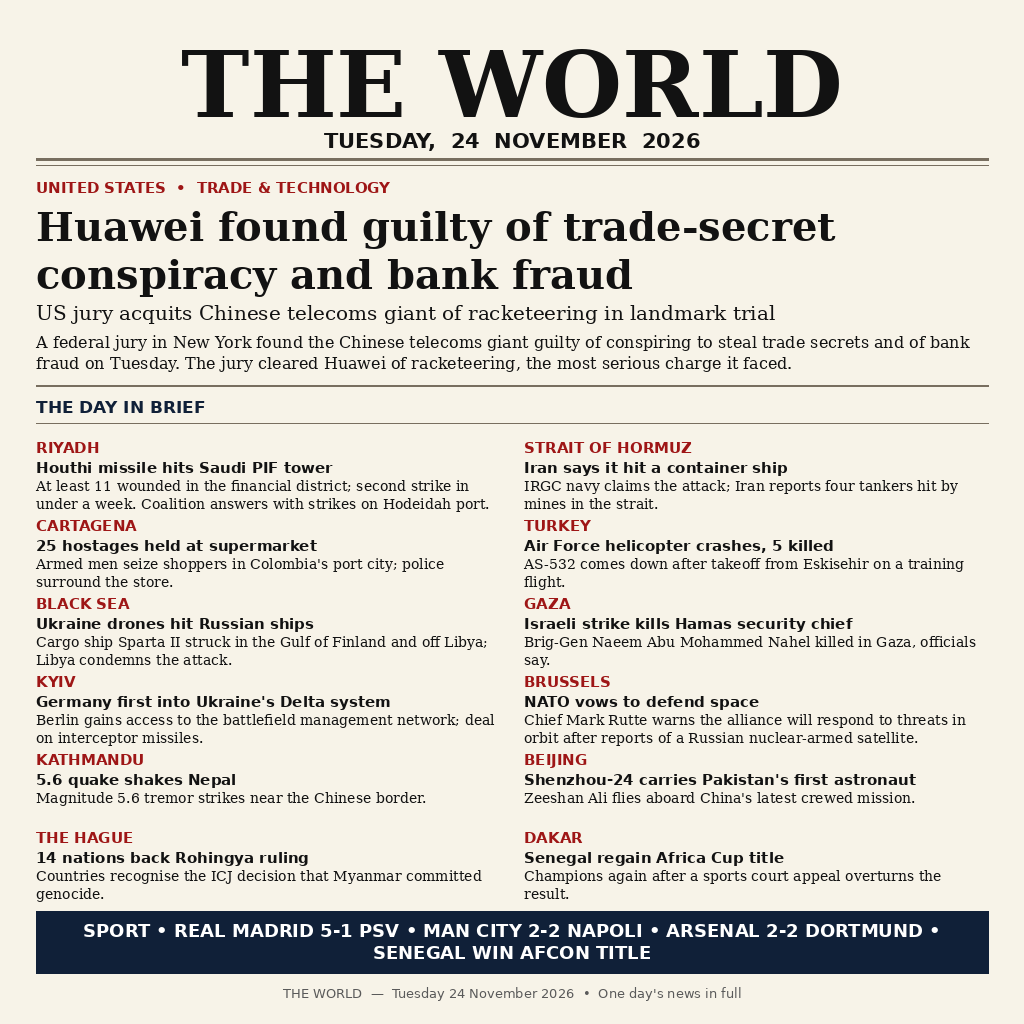 THE WORLD
TUESDAY, 24 NOVEMBER 2026
UNITED STATES • TRADE & TECHNOLOGY
Huawei found guilty of trade-secret
conspiracy and bank fraud
US jury acquits Chinese telecoms giant of racketeering in landmark trial
A federal jury in New York found the Chinese telecoms giant guilty of conspiring to steal trade secrets and of bank
fraud on Tuesday. The jury cleared Huawei of racketeering, the most serious charge it faced.
THE DAY IN BRIEF
RIYADH
Houthi missile hits Saudi PIF tower
At least 11 wounded in the financial district; second strike in
under a week. Coalition answers with strikes on Hodeidah port.
CARTAGENA
25 hostages held at supermarket
Armed men seize shoppers in Colombia's port city; police
surround the store.
BLACK SEA
Ukraine drones hit Russian ships
Cargo ship Sparta II struck in the Gulf of Finland and off Libya;
Libya condemns the attack.
KYIV
Germany first into Ukraine's Delta system
Berlin gains access to the battlefield management network; deal
on interceptor missiles.
KATHMANDU
5.6 quake shakes Nepal
Magnitude 5.6 tremor strikes near the Chinese border.
THE HAGUE
14 nations back Rohingya ruling
Countries recognise the ICJ decision that Myanmar committed
genocide.
STRAIT OF HORMUZ
Iran says it hit a container ship
IRGC navy claims the attack; Iran reports four tankers hit by
mines in the strait.
TURKEY
Air Force helicopter crashes, 5 killed
AS-532 comes down after takeoff from Eskisehir on a training
flight.
GAZA
Israeli strike kills Hamas security chief
Brig-Gen Naeem Abu Mohammed Nahel killed in Gaza, officials
say.
BRUSSELS
NATO vows to defend space
Chief Mark Rutte warns the alliance will respond to threats in
orbit after reports of a Russian nuclear-armed satellite.
BEIJING
Shenzhou-24 carries Pakistan's first astronaut
Zeeshan Ali flies aboard China's latest crewed mission.
DAKAR
Senegal regain Africa Cup title
Champions again after a sports court appeal overturns the
result.
SPORT • REAL MADRID 5-1 PSV • MAN CITY 2-2 NAPOLI • ARSENAL 2-2 DORTMUND •
SENEGAL WIN AFCON TITLE
THE WORLD — Tuesday 24 November 2026 • One day's news in full